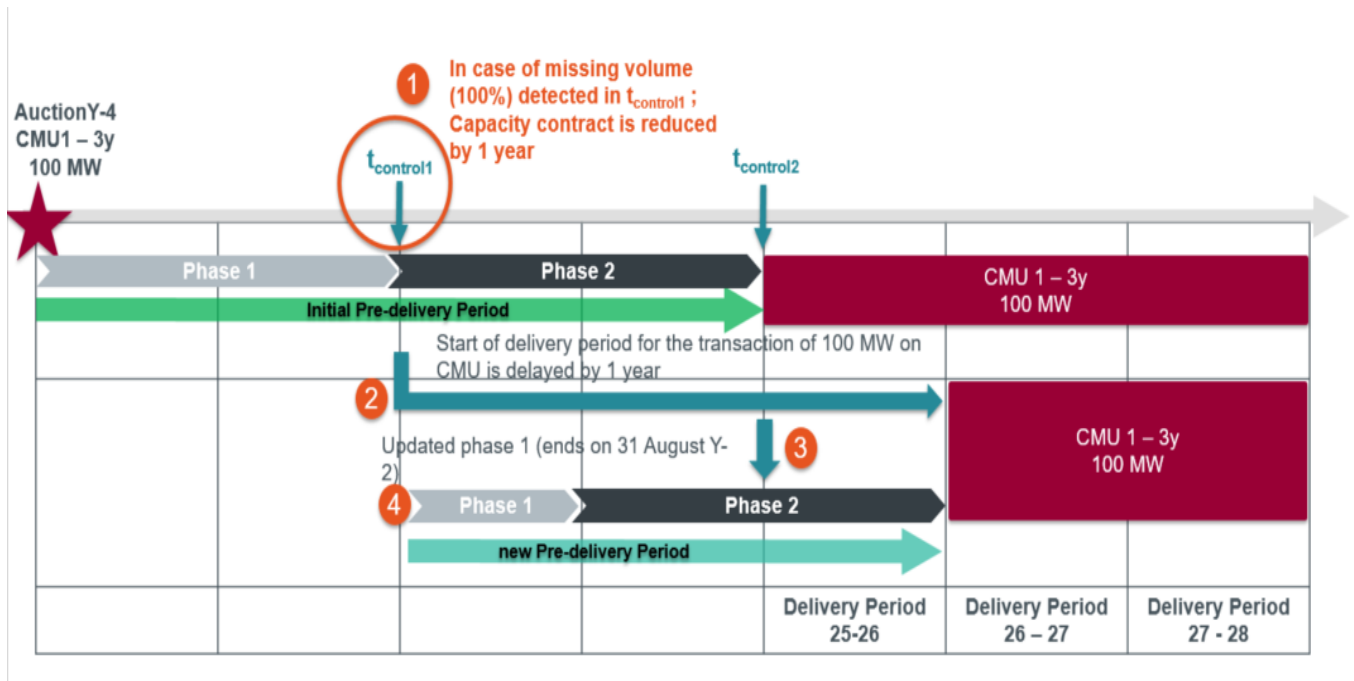 1
In case of missing volume
(100%) detected in tcontrol1 ;
Capacity contract is reduced
by 1 year
AuctionY-4
CMU1 – 3y
100 MW
tcontrol1
tcontrol2
Phase 1
Phase 2
CMU 1 – 3y
100 MW
Initial Pre-delivery Period
Start of delivery period for the transaction of 100 MW on
CMU is delayed by 1 year
2
CMU 1 – 3y
100 MW
Updated phase 1 (ends on 31 August Y-
2)
3
4
Phase 1
Phase 2
new Pre-delivery Period
Delivery Period
25-26
Delivery Period
26 – 27
Delivery Period
27 - 28